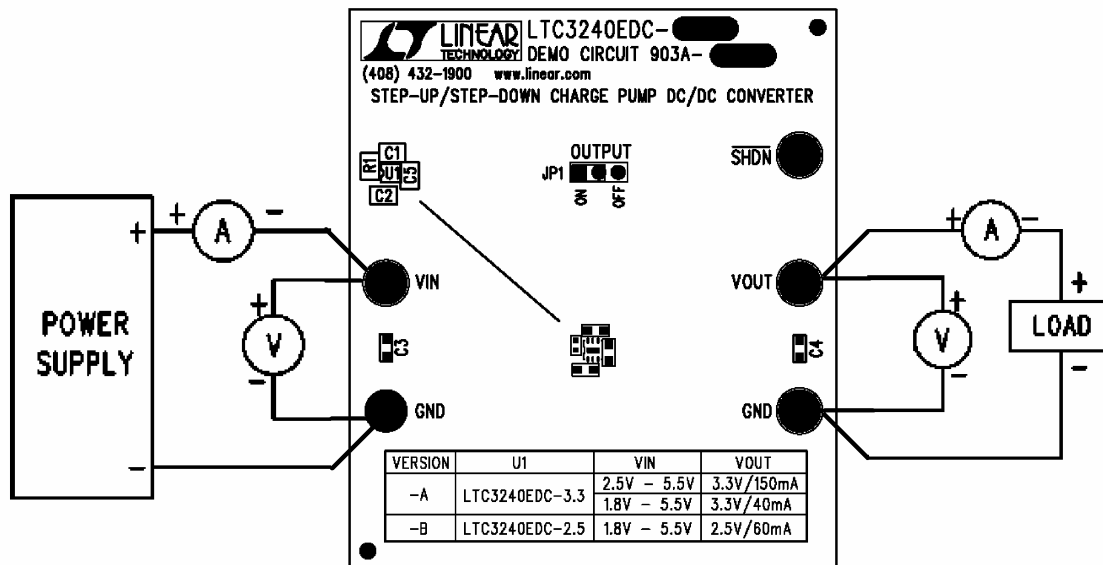 LINEAR
TECHNOLOGY
LTC3240EDC-
DEMO CIRCUIT 903A-
(408) 432-1900 www.linear.com
STEP-UP/STEP-DOWN CHARGE PUMP DC/DC CONVERTER
R1
C1
U1
C5
C2
OUTPUT
JP1
ON
OFF
SHDN
+
POWER
SUPPLY
-
+ A -
+
V
-
VIN
C3
GND
VOUT
C4
GND
+ A -
+
V
-
+
LOAD
-
VERSION U1 VIN VOUT
-A LTC3240EDC-3.3 2.5V - 5.5V 3.3V/150mA
1.8V - 5.5V 3.3V/40mA
-B LTC3240EDC-2.5 1.8V - 5.5V 2.5V/60mA